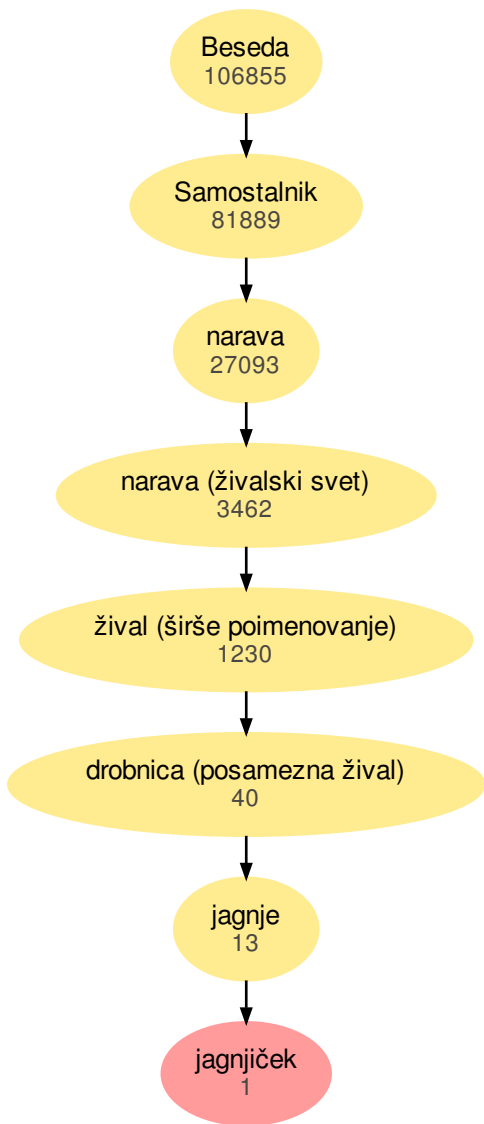 Beseda
106855
Samostalnik
81889
narava
27093
narava (živalski svet)
3462
žival (širše poimenovanje)
1230
drobnica (posamezna žival)
40
jagnje
13
jagnjiček
1